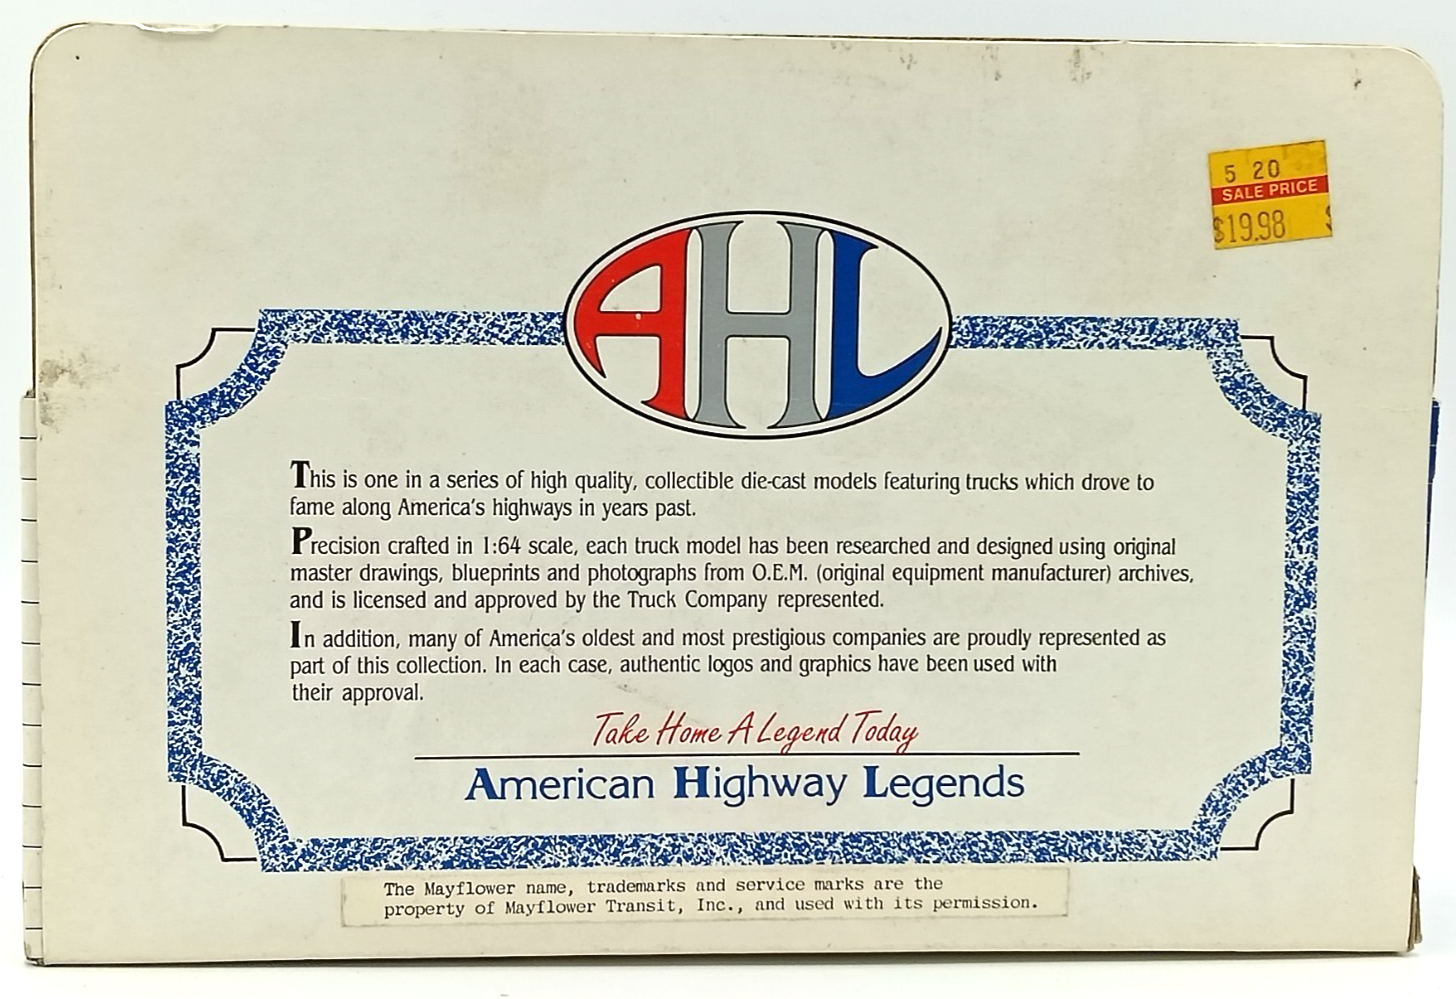 5 20
SALE PRICE
$19.98 $
AHL
This is one in a series of high quality, collectible die-cast models featuring trucks which drove to
fame along America's highways in years past.
Precision crafted in 1:64 scale, each truck model has been researched and designed using original
master drawings, blueprints and photographs from O.E.M. (original equipment manufacturer) archives,
and is licensed and approved by the Truck Company represented.
In addition, many of America's oldest and most prestigious companies are proudly represented as
part of this collection. In each case, authentic logos and graphics have been used with
their approval.
Take Home A Legend Today
American Highway Legends
The Mayflower name, trademarks and service marks are the
property of Mayflower Transit, Inc., and used with its permission.